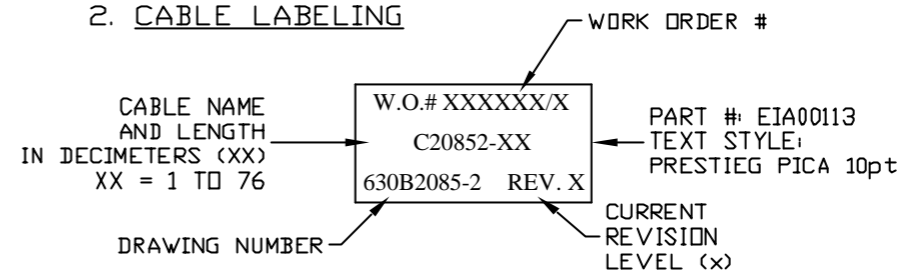 2. CABLE LABELING
WORK ORDER #
CABLE NAME
AND LENGTH
IN DECIMETERS (XX)
XX = 1 TO 76
W.O.# XXXXXX/X
C20852-XX
630B2085-2 REV. X
PART #: EIA00113
TEXT STYLE:
PRESTIEG PICA 10pt
DRAWING NUMBER
CURRENT
REVISION
LEVEL (x)